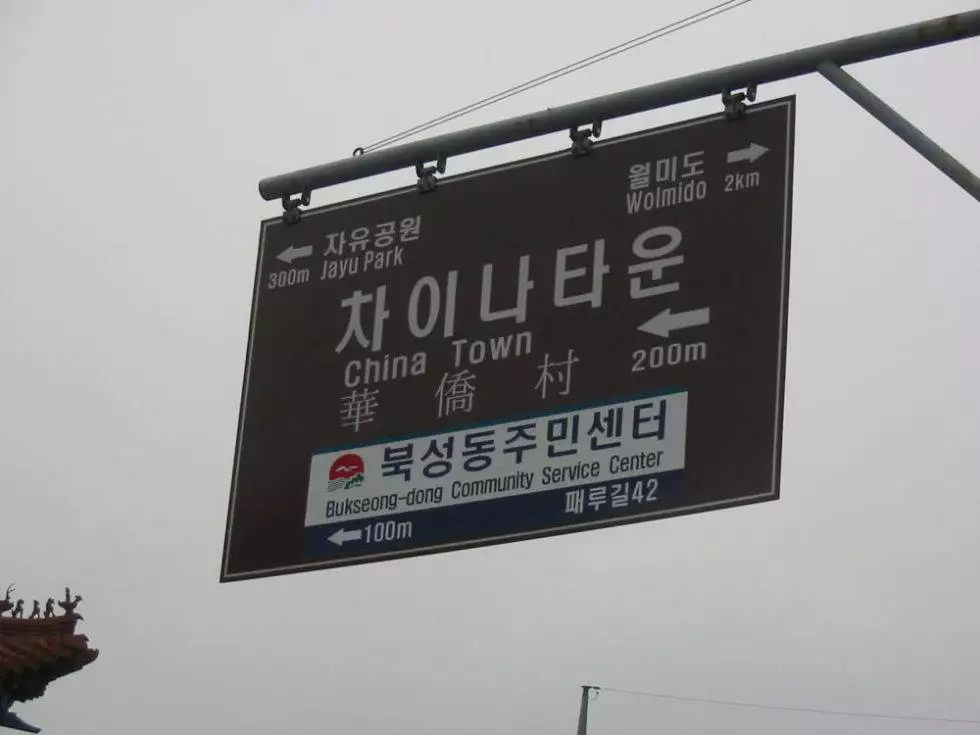 월미도
Wolmido 2km
자유공원
300m Jayu Park
차이나타운
China Town
200m
華僑村
북성동주민센터
Bukseong-dong Community Service Center
100m 패루길42